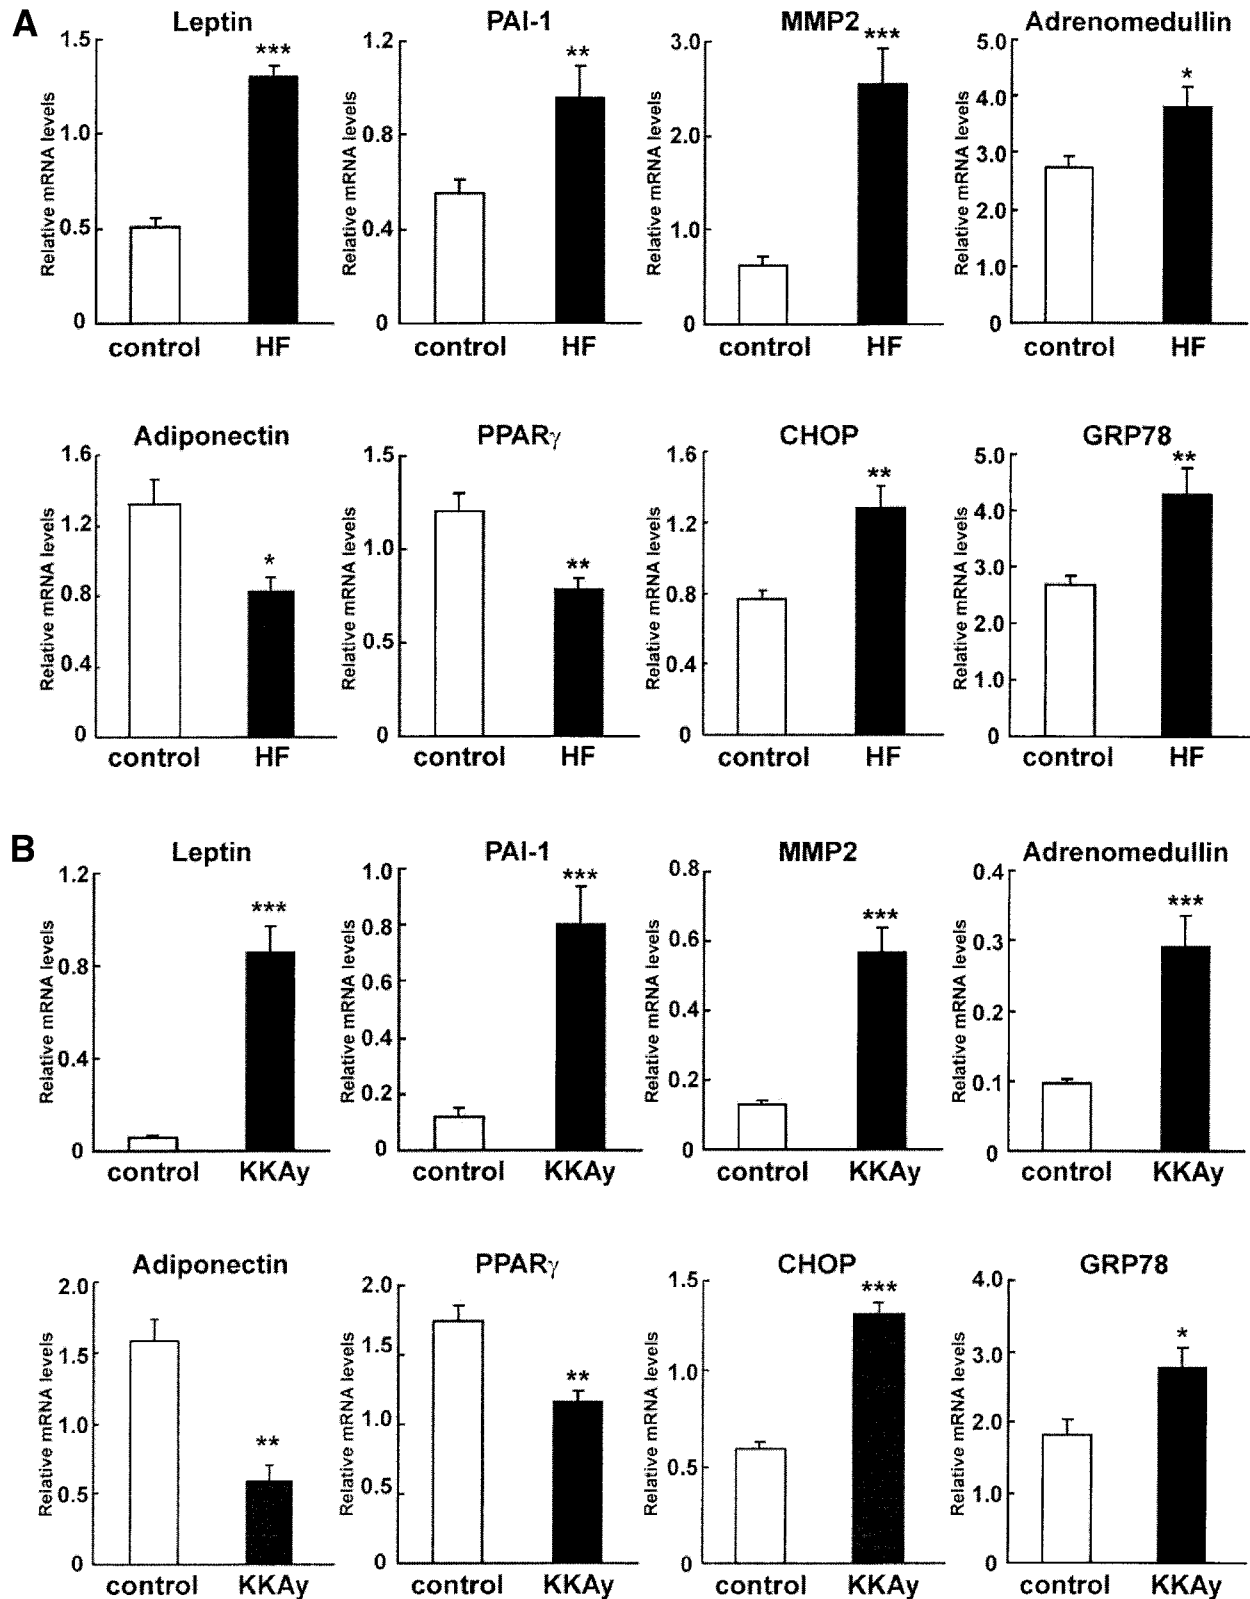 A
Leptin
PAI-1
MMP2
Adrenomedullin
Relative mRNA levels
1.5
1.0
0.5
0
***
control
HF
Relative mRNA levels
1.2
0.8
0.4
0
**
control
HF
Relative mRNA levels
3.0
2.0
1.0
0
***
control
HF
Relative mRNA levels
5.0
4.0
3.0
2.0
1.0
0
*
control
HF
Adiponectin
PPARγ
CHOP
GRP78
Relative mRNA levels
1.6
1.2
0.8
0.4
0
*
control
HF
Relative mRNA levels
1.5
1.0
0.5
0
**
control
HF
Relative mRNA levels
1.6
1.2
0.8
0.4
0
**
control
HF
Relative mRNA levels
5.0
4.0
3.0
2.0
1.0
0
**
control
HF
B
Leptin
PAI-1
MMP2
Adrenomedullin
Relative mRNA levels
1.2
0.8
0.4
0
***
control
KKAy
Relative mRNA levels
1.0
0.8
0.6
0.4
0.2
0
***
control
KKAy
Relative mRNA levels
0.8
0.6
0.4
0.2
0
***
control
KKAy
Relative mRNA levels
0.4
0.3
0.2
0.1
0
***
control
KKAy
Adiponectin
PPARγ
CHOP
GRP78
Relative mRNA levels
2.0
1.5
1.0
0.5
0
**
control
KKAy
Relative mRNA levels
2.0
1.5
1.0
0.5
0
**
control
KKAy
Relative mRNA levels
1.5
1.0
0.5
0
***
control
KKAy
Relative mRNA levels
4.0
3.0
2.0
1.0
0
*
control
KKAy